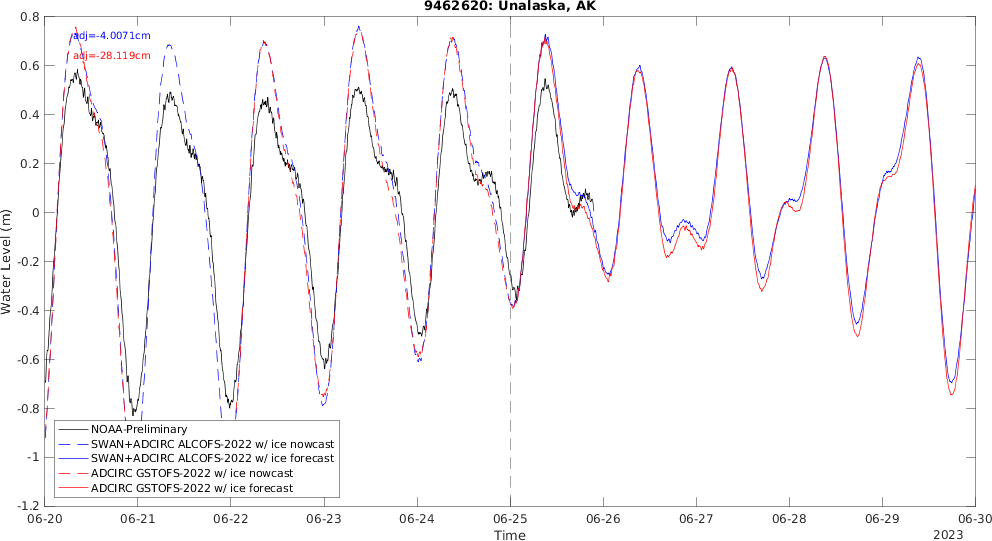 9462620: Unalaska, AK
0.8
0.6
0.4
0.2
0
-0.2
-0.4
-0.6
-0.8
-1
-1.2
Water Level (m)
adj=-4.0071cm
adj=-28.119cm
NOAA-Preliminary
SWAN+ADCIRC ALCOFS-2022 w/ ice nowcast
SWAN+ADCIRC ALCOFS-2022 w/ ice forecast
ADCIRC GSTOFS-2022 w/ ice nowcast
ADCIRC GSTOFS-2022 w/ ice forecast
06-20 06-21 06-22 06-23 06-24 06-25 06-26 06-27 06-28 06-29 06-30
Time
2023